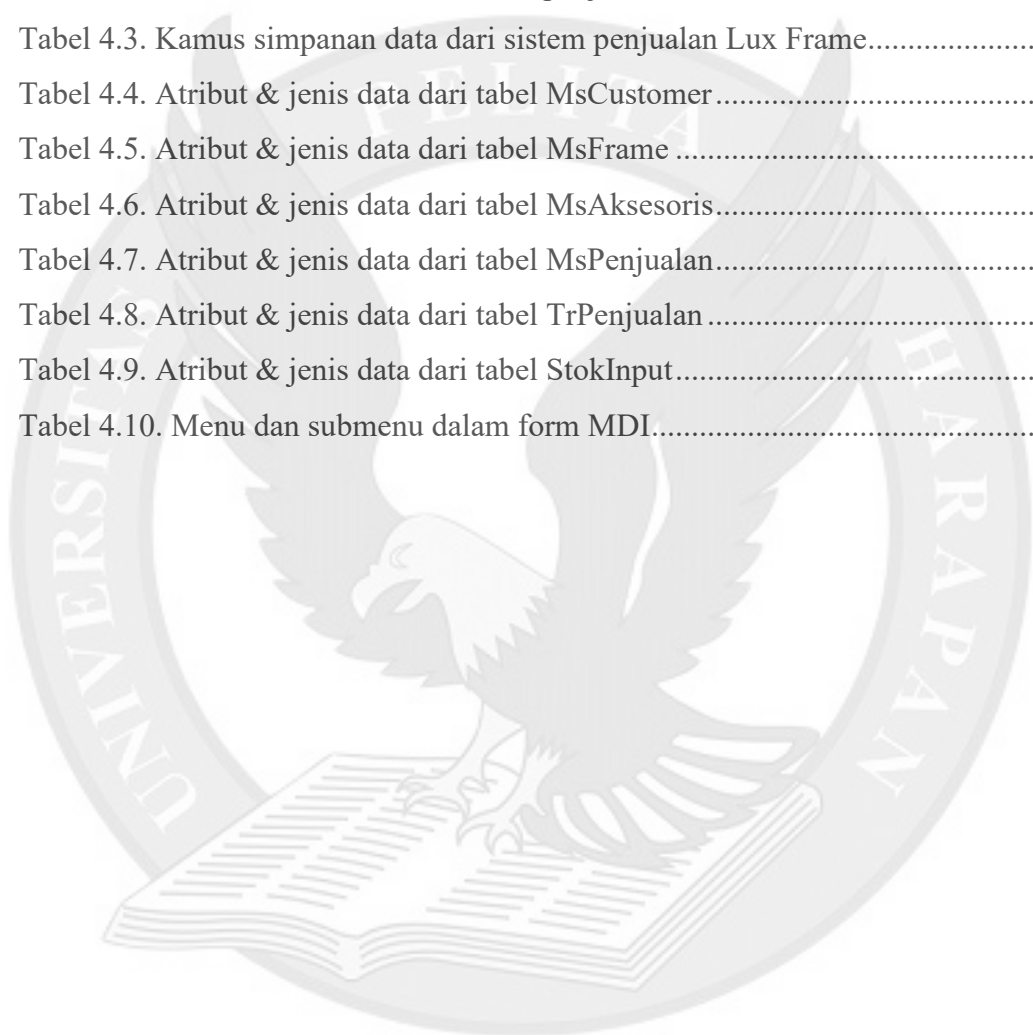 Tabel 4.3. Kamus simpanan data dari sistem penjualan Lux Frame
Tabel 4.4. Atribut & jenis data dari tabel MsCustomer
Tabel 4.5. Atribut & jenis data dari tabel MsFrame
Tabel 4.6. Atribut & jenis data dari tabel MsAksesoris
Tabel 4.7. Atribut & jenis data dari tabel MsPenjualan
Tabel 4.8. Atribut & jenis data dari tabel TrPenjualan
Tabel 4.9. Atribut & jenis data dari tabel StokInput
Tabel 4.10. Menu dan submenu dalam form MDI
UNIVERSITAS PELITA HARAPAN